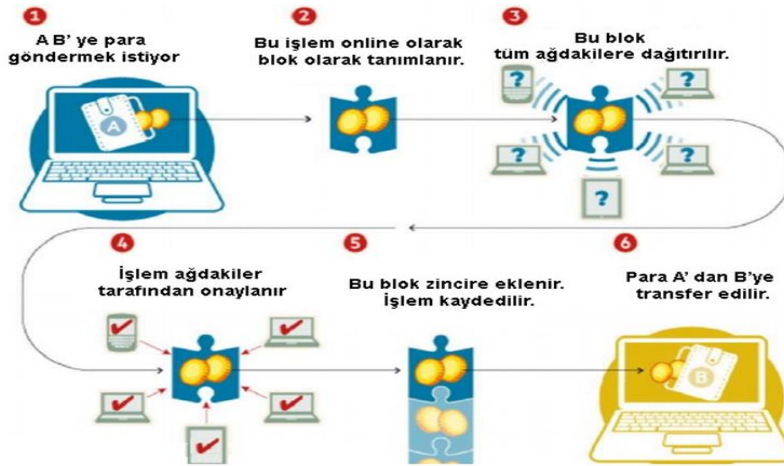 1
A B' ye para
göndermek istiyor
A
2
Bu işlem online olarak
blok olarak tanımlanır.
3
Bu blok
tüm ağdakilere dağıtırılır.
?
?
?
?
?
4
İşlem ağdakiler
tarafından onaylanır
5
Bu blok zincire eklenir.
İşlem kaydedilir.
6
Para A' dan B'ye
transfer edilir.
B